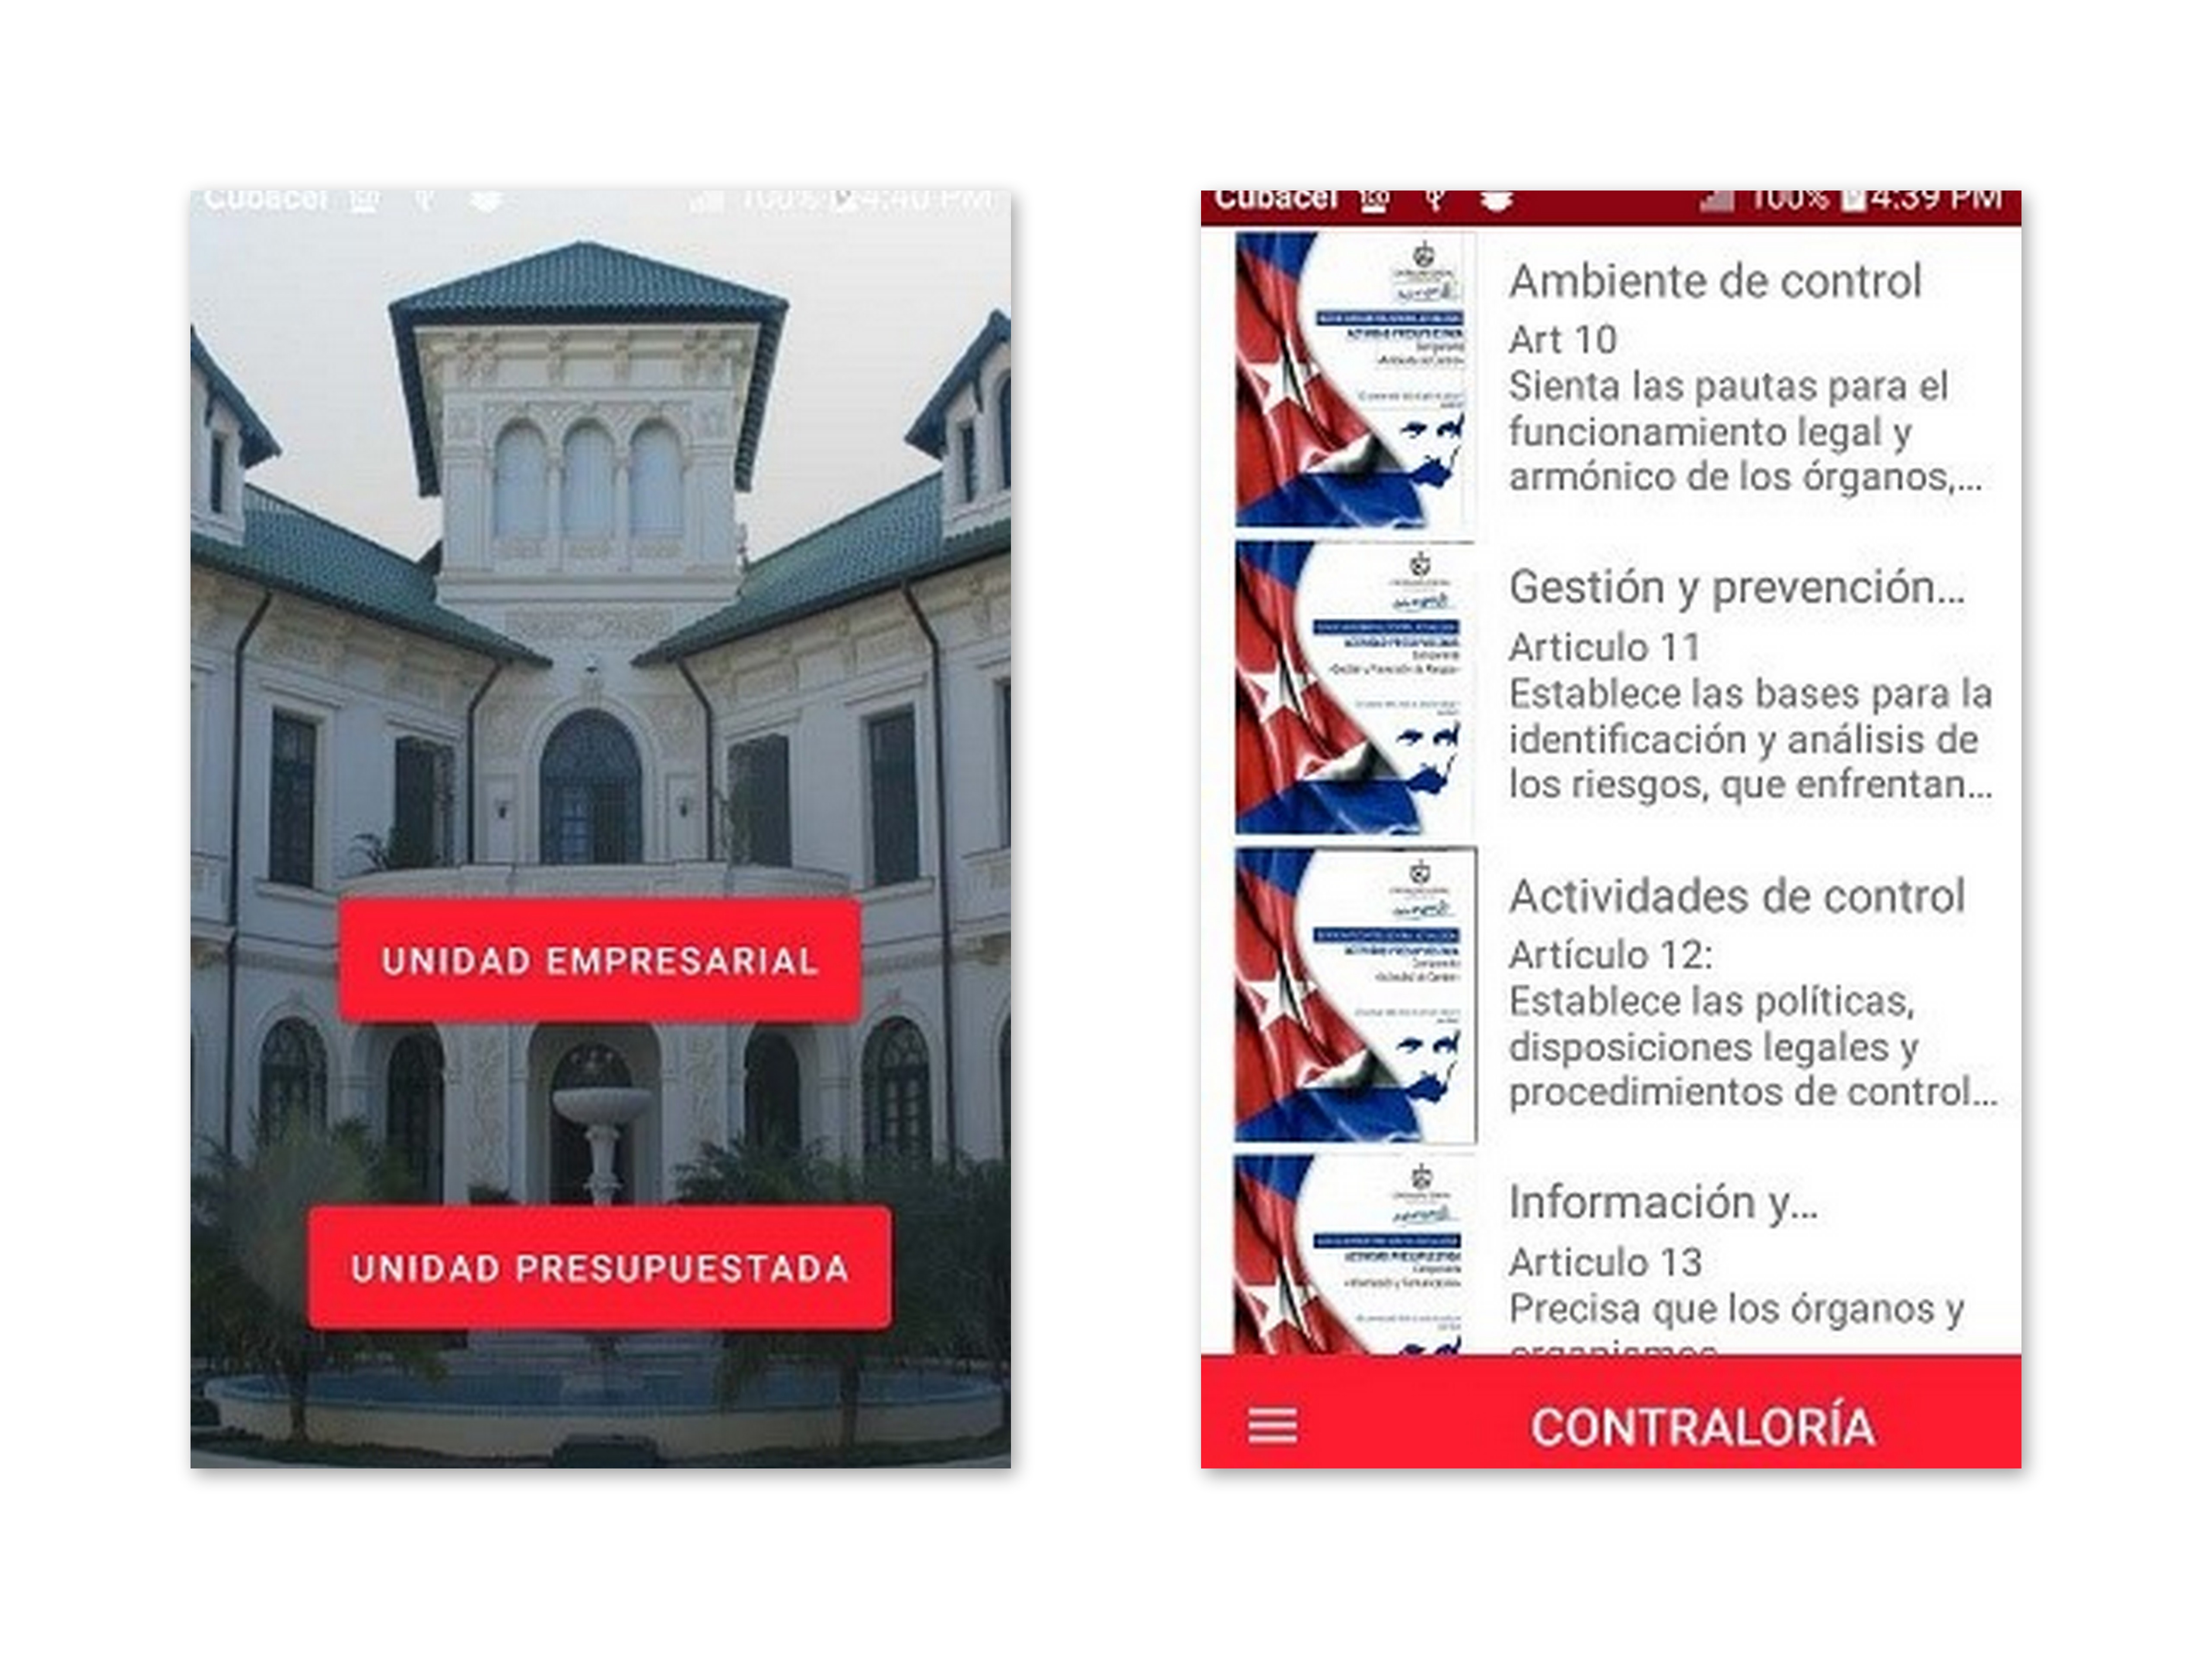 Cubacel 100% 4:40 PM
UNIDAD EMPRESARIAL
UNIDAD PRESUPUESTADA
Cubacel 100% 4:39 PM
Ambiente de control
Art 10
Sienta las pautas para el
funcionamiento legal y
armónico de los órganos,...
Gestión y prevención...
Articulo 11
Establece las bases para la
identificación y análisis de
los riesgos, que enfrentan...
Actividades de control
Artículo 12:
Establece las políticas,
disposiciones legales y
procedimientos de control...
Información y...
Articulo 13
Precisa que los órganos y
organismos
CONTRALORÍA